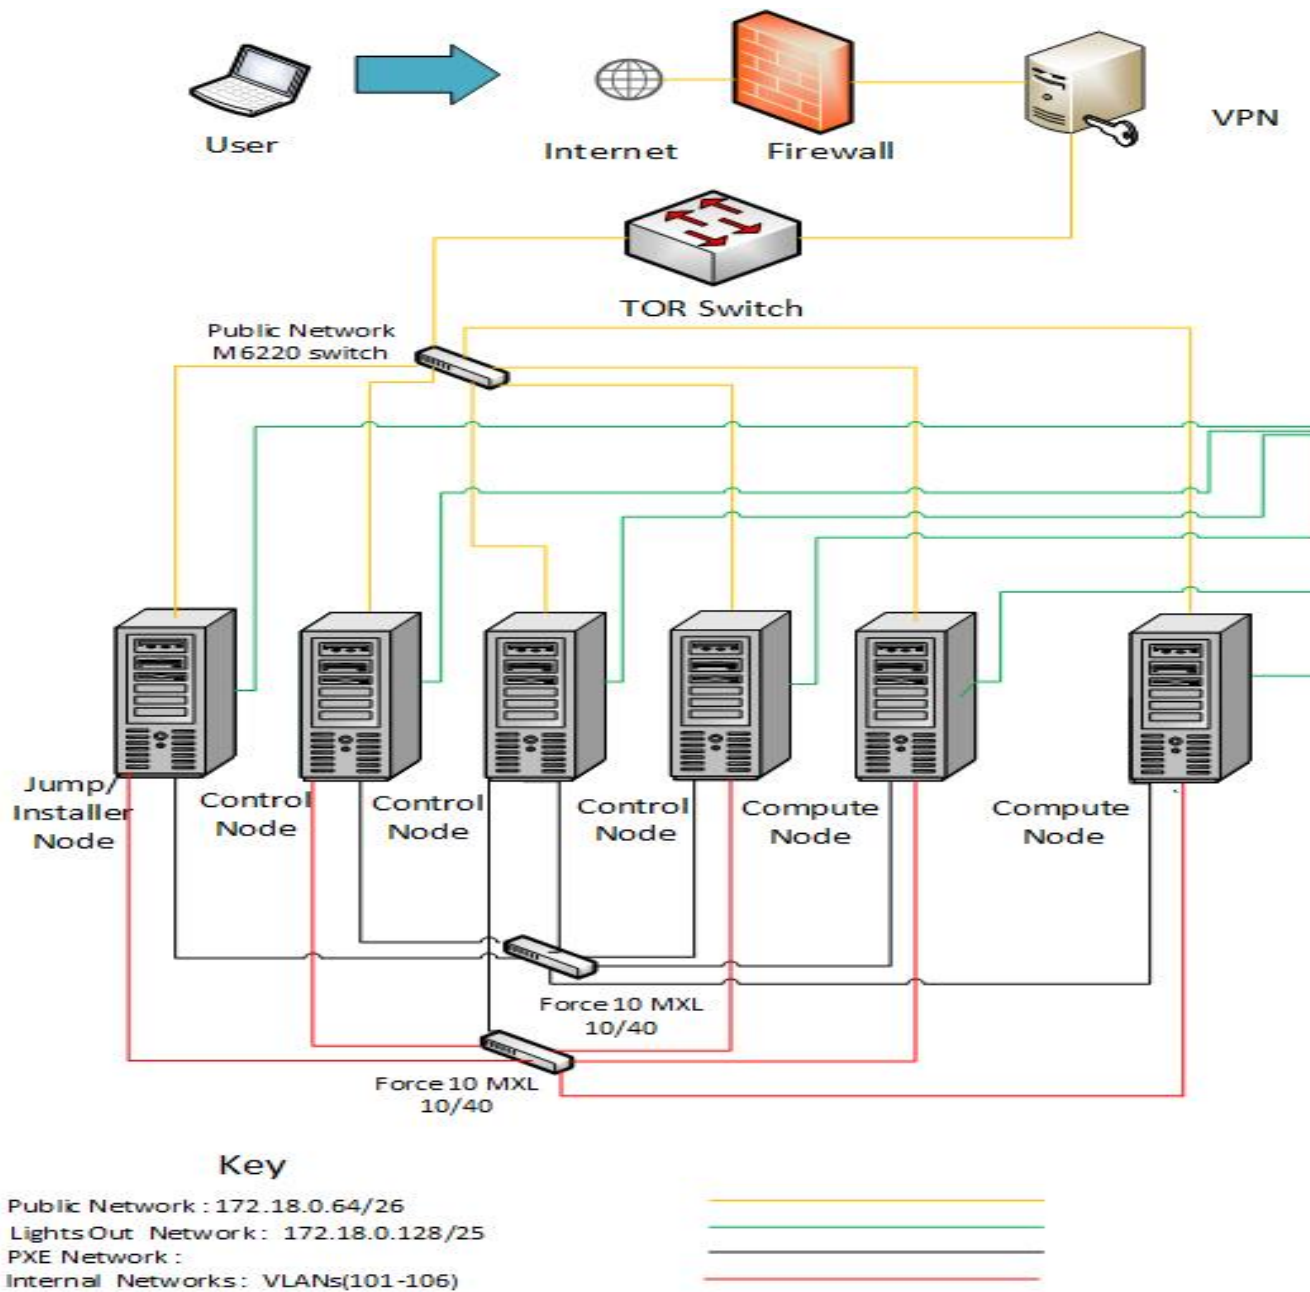 User
Internet
Firewall
VPN
TOR Switch
Public Network
M6220 switch
Jump/
Installer
Node
Control
Node
Control
Node
Control
Node
Compute
Node
Compute
Node
Force10 MXL
10/40
Force10 MXL
10/40
Key
Public Network : 172.18.0.64/26
Lights Out Network : 172.18.0.128/25
PXE Network :
Internal Networks : VLANs(101-106)